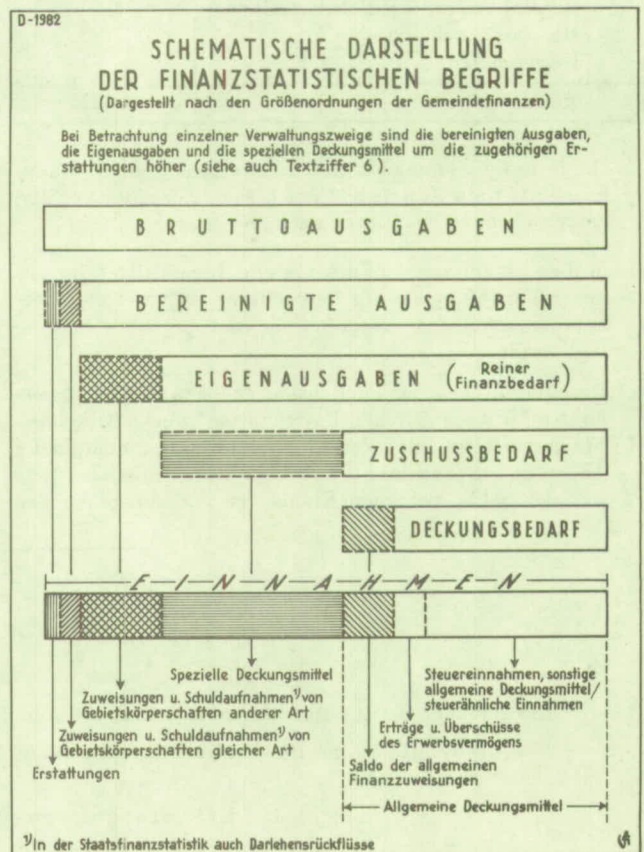 D-1982
SCHEMATISCHE DARSTELLUNG
DER FINANZSTATISTISCHEN BEGRIFFE
(Dargestellt nach den Größenordnungen der Gemeindefinanzen)
Bei Betrachtung einzelner Verwaltungszweige sind die bereinigten Ausgaben,
die Eigenausgaben und die speziellen Deckungsmittel um die zugehörigen Er-
stattungen höher (siehe auch Textziffer 6).
BRUTTOAUSGABEN
BEREINIGTE AUSGABEN
EIGENAUSGABEN (Reiner
Finanzbedarf)
ZUSCHUSSBEDARF
DECKUNGSBEDARF
EINNAHMEN
Spezielle Deckungsmittel
Zuweisungen u. Schuldaufnahmen¹⁾ von
Gebietskörperschaften anderer Art
Zuweisungen u. Schuldaufnahmen¹⁾ von
Gebietskörperschaften gleicher Art
Erstattungen
Steuereinnahmen, sonstige
allgemeine Deckungsmittel/
steuerähnliche Einnahmen
Erträge u. Überschüsse
des Erwerbsvermögens
Saldo der allgemeinen
Finanzzuweisungen
Allgemeine Deckungsmittel
¹⁾In der Staatsfinanzstatistik auch Darlehensrückflüsse